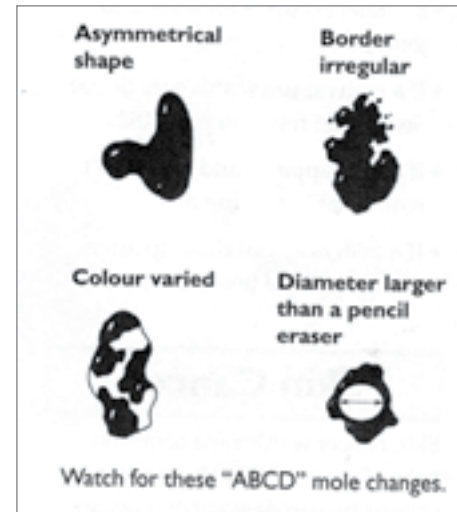 Asymmetrical
shape
Border
irregular
Colour varied
Diameter larger
than a pencil
eraser
Watch for these “ABCD” mole changes.